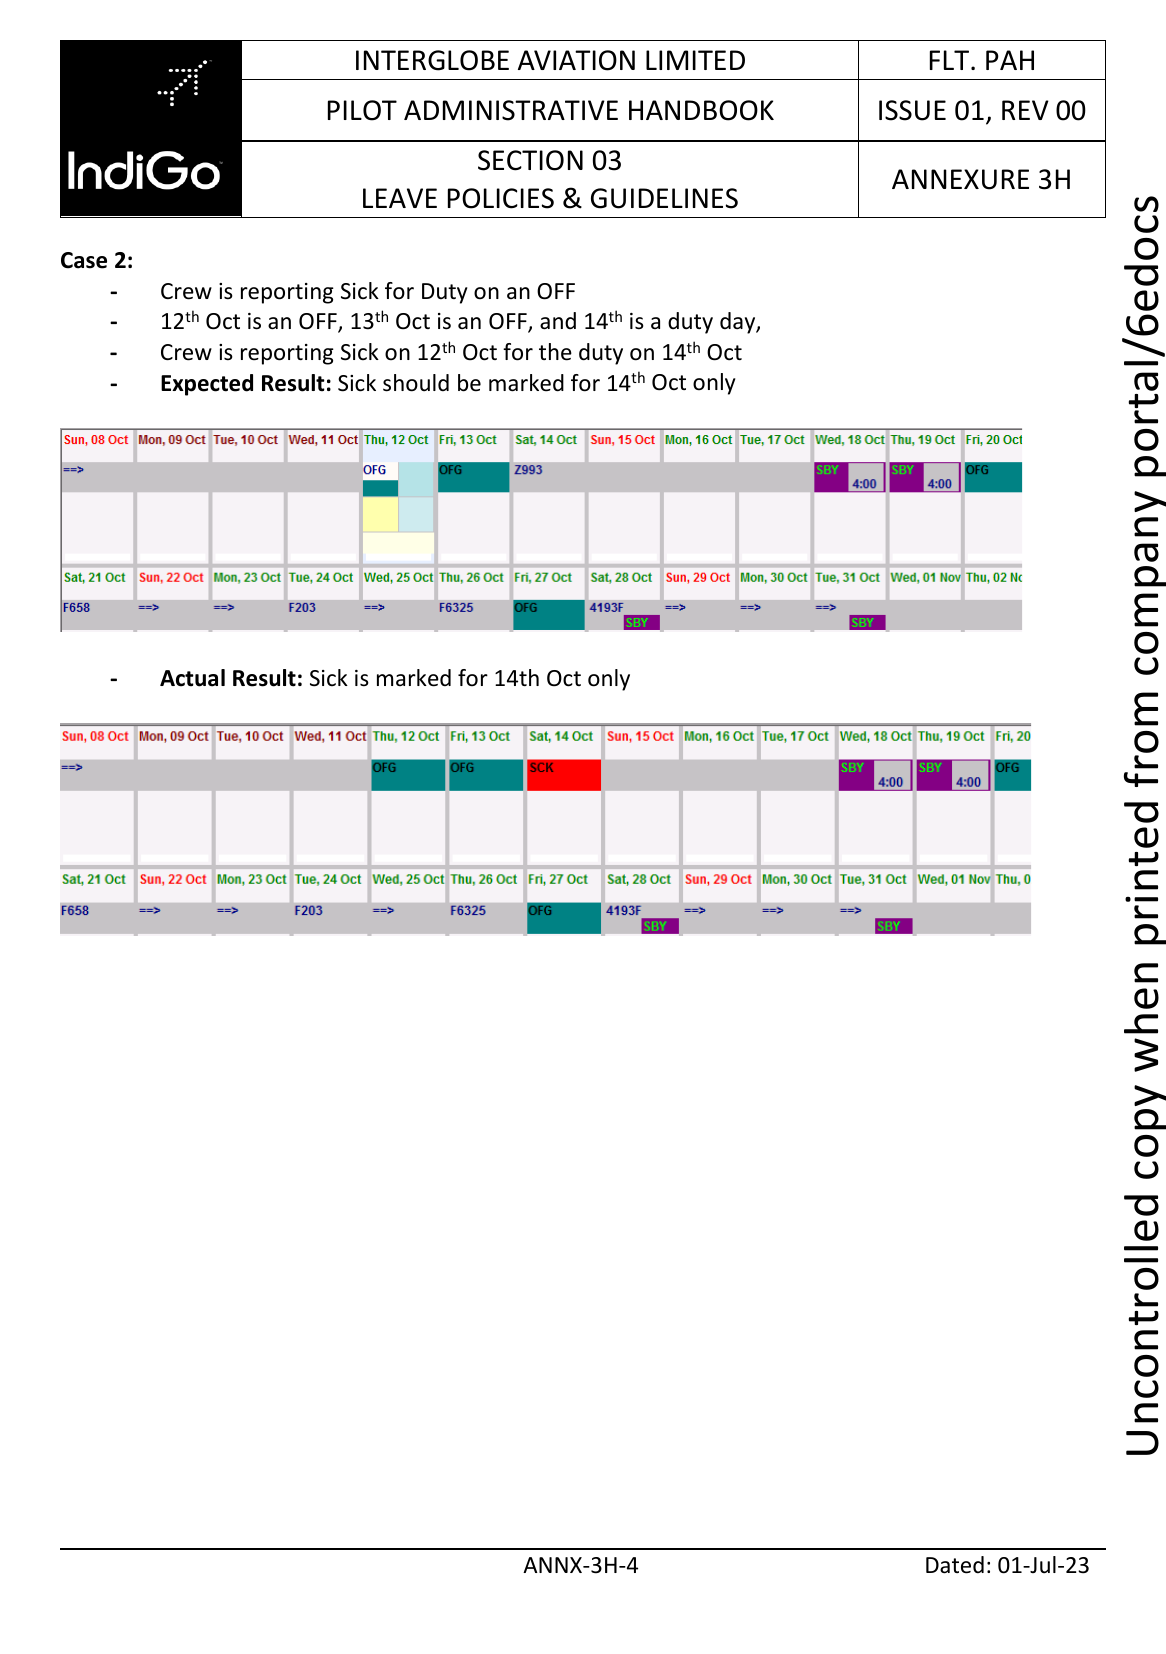 INTERGLOBE AVIATION LIMITED
FLT. PAH
PILOT ADMINISTRATIVE HANDBOOK
ISSUE 01, REV 00
IndiGo
SECTION 03
LEAVE POLICIES & GUIDELINES
ANNEXURE 3H
Case 2:
- Crew is reporting Sick for Duty on an OFF
- 12th Oct is an OFF, 13th Oct is an OFF, and 14th is a duty day,
- Crew is reporting Sick on 12th Oct for the duty on 14th Oct
- Expected Result: Sick should be marked for 14th Oct only
Sun, 08 Oct Mon, 09 Oct Tue, 10 Oct Wed, 11 Oct Thu, 12 Oct Fri, 13 Oct Sat, 14 Oct Sun, 15 Oct Mon, 16 Oct Tue, 17 Oct Wed, 18 Oct Thu, 19 Oct Fri, 20 Oct
==> OFG OFG Z993 SBY 4:00 SBY 4:00 OFG
Sat, 21 Oct Sun, 22 Oct Mon, 23 Oct Tue, 24 Oct Wed, 25 Oct Thu, 26 Oct Fri, 27 Oct Sat, 28 Oct Sun, 29 Oct Mon, 30 Oct Tue, 31 Oct Wed, 01 Nov Thu, 02 Nc
F658 ==> ==> F203 ==> F6325 OFG 4193F ==> ==> ==>
SBY SBY
- Actual Result: Sick is marked for 14th Oct only
Sun, 08 Oct Mon, 09 Oct Tue, 10 Oct Wed, 11 Oct Thu, 12 Oct Fri, 13 Oct Sat, 14 Oct Sun, 15 Oct Mon, 16 Oct Tue, 17 Oct Wed, 18 Oct Thu, 19 Oct Fri, 20
==> OFG OFG SCK SBY 4:00 SBY 4:00 OFG
Sat, 21 Oct Sun, 22 Oct Mon, 23 Oct Tue, 24 Oct Wed, 25 Oct Thu, 26 Oct Fri, 27 Oct Sat, 28 Oct Sun, 29 Oct Mon, 30 Oct Tue, 31 Oct Wed, 01 Nov Thu, 0
F658 ==> ==> F203 ==> F6325 OFG 4193F ==> ==> ==>
SBY SBY
ANNX-3H-4
Dated: 01-Jul-23
Uncontrolled copy when printed from company portal/6edocs